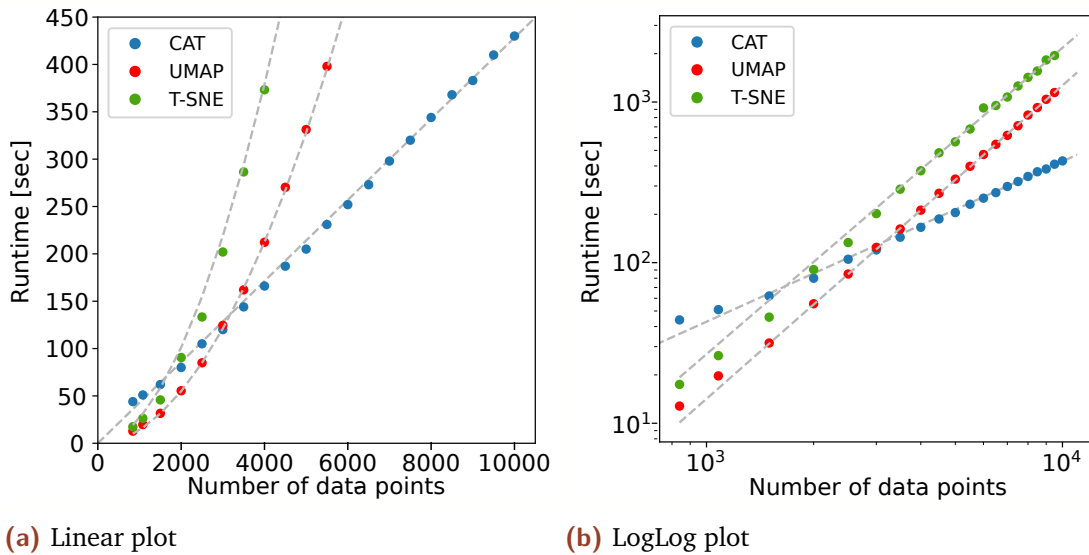 450
400
350
300
250
200
150
100
50
0
Runtime [sec]
CAT
UMAP
T-SNE
0 2000 4000 6000 8000 10000
Number of data points
(a) Linear plot
10³
10²
10¹
Runtime [sec]
CAT
UMAP
T-SNE
10³ 10⁴
Number of data points
(b) LogLog plot